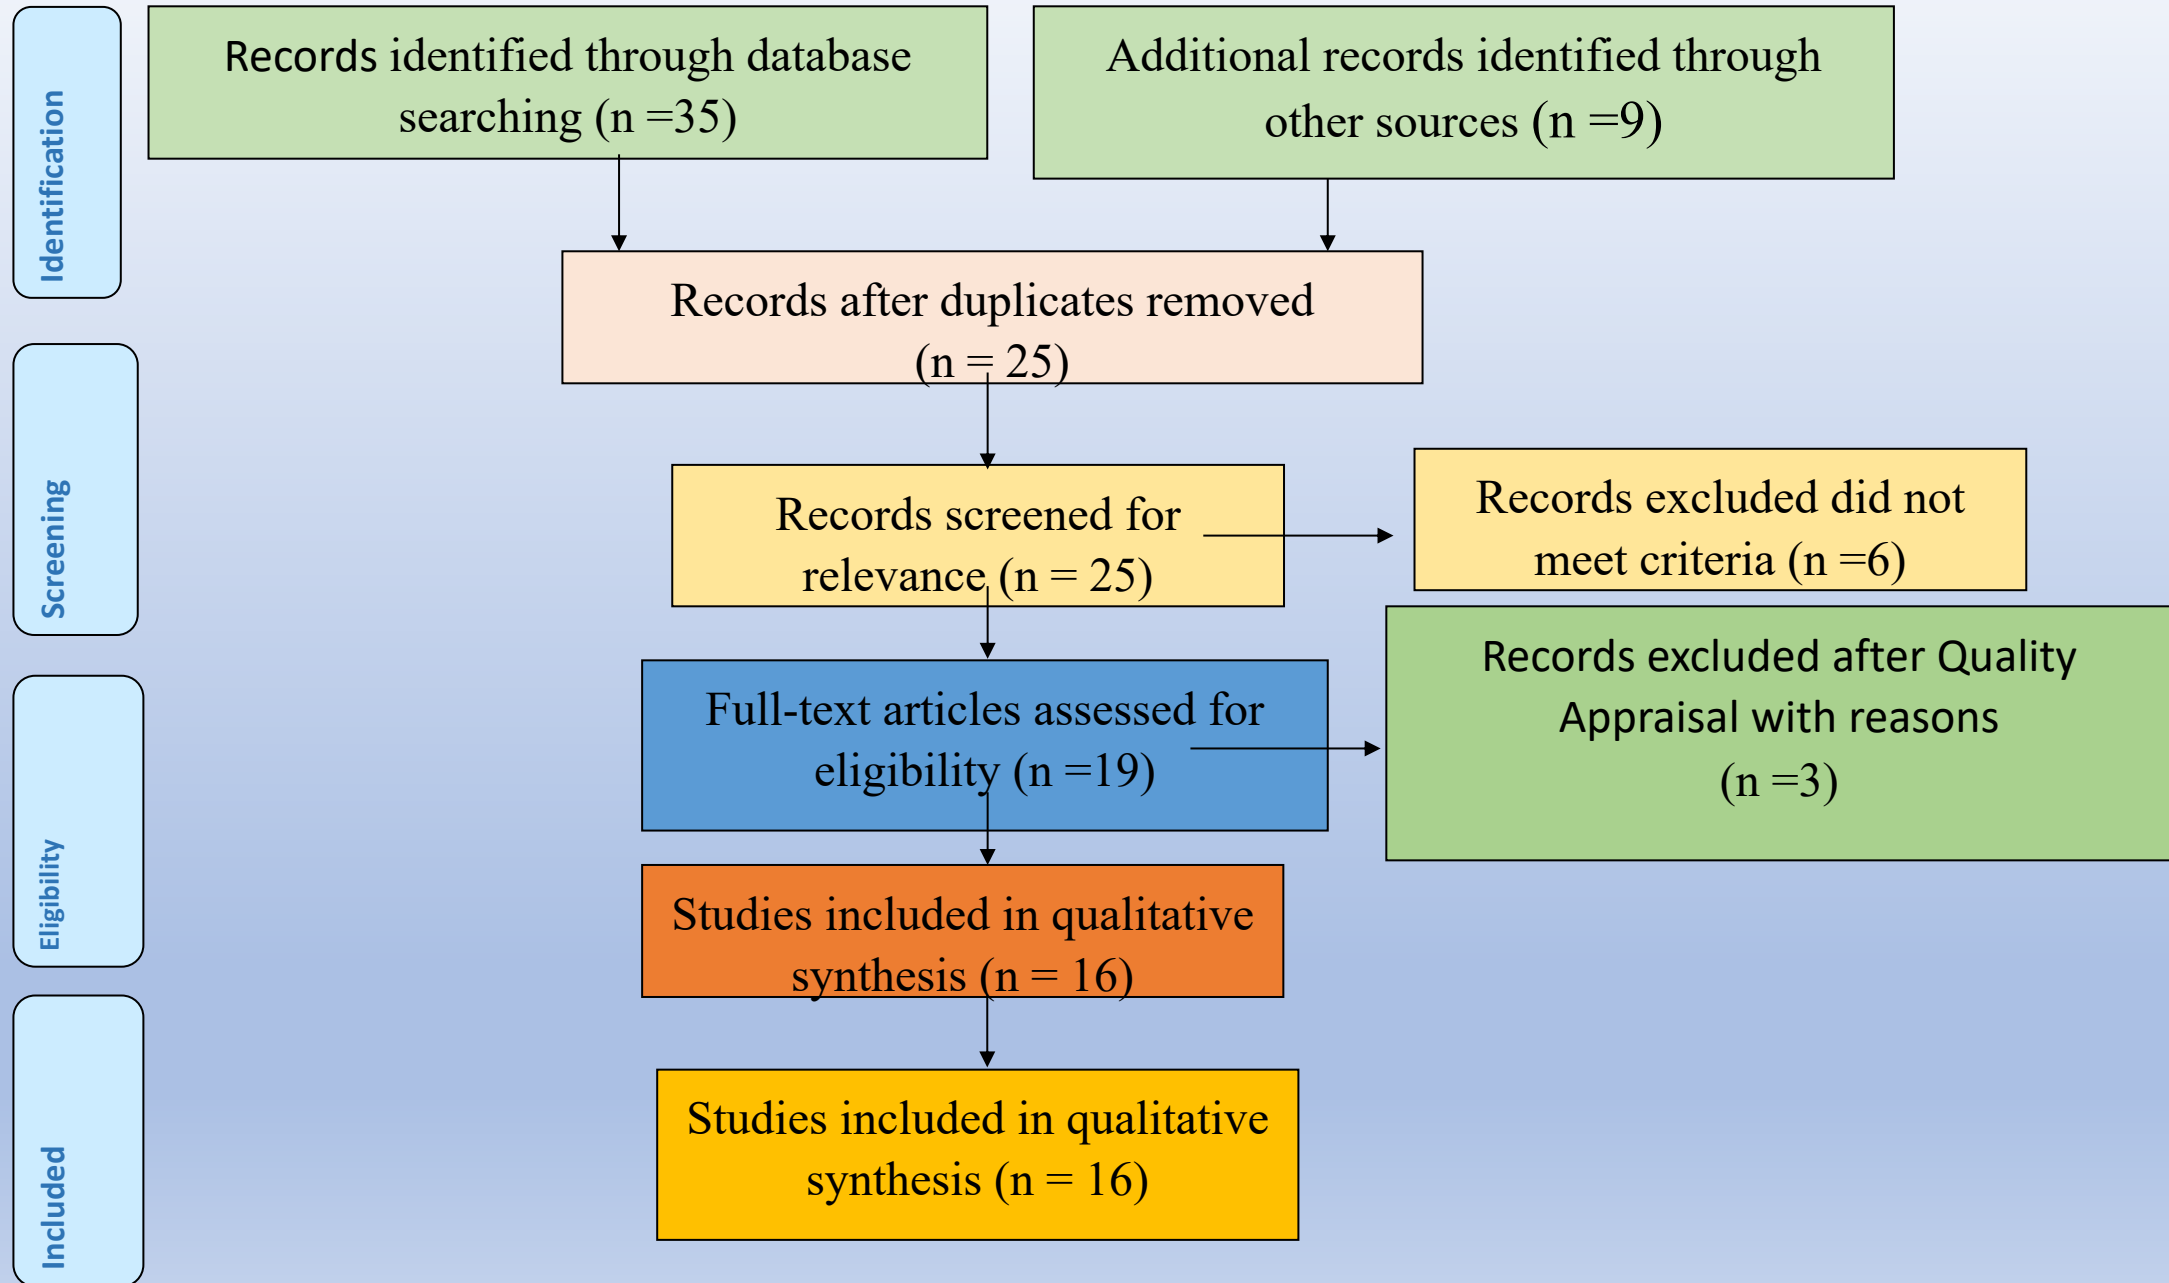 Identification
Records identified through database
searching (n =35)
Additional records identified through
other sources (n =9)
Records after duplicates removed
(n = 25)
Screening
Records screened for
relevance (n = 25)
Records excluded did not
meet criteria (n =6)
Eligibility
Full-text articles assessed for
eligibility (n =19)
Records excluded after Quality
Appraisal with reasons
(n =3)
Studies included in qualitative
synthesis (n = 16)
Included
Studies included in qualitative
synthesis (n = 16)